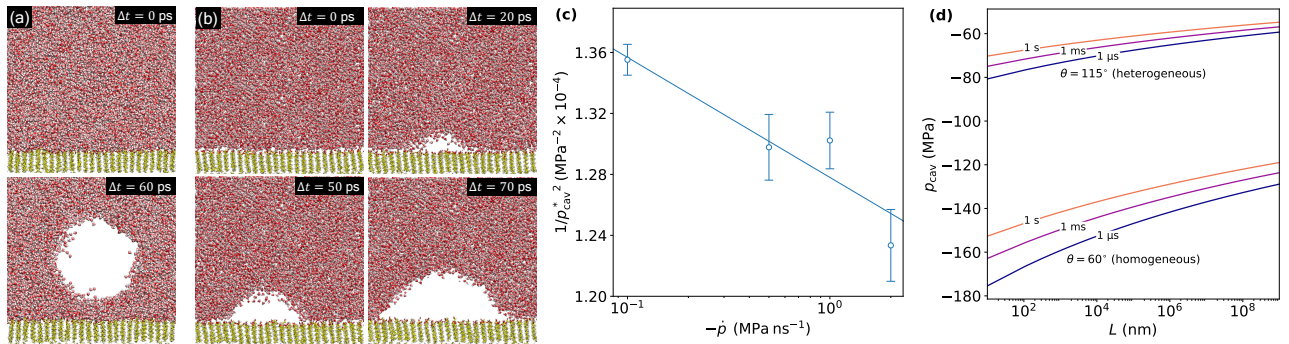 (a)
Δt = 0 ps
Δt = 60 ps
(b)
Δt = 0 ps
Δt = 20 ps
Δt = 50 ps
Δt = 70 ps
(c)
1/p*cav² (MPa⁻² × 10⁻⁴)
1.36
1.32
1.28
1.24
1.20
10⁻¹
10⁰
−ṗ (MPa ns⁻¹)
(d)
pcav (MPa)
−60
−80
−100
−120
−140
−160
−180
1 s
1 ms
1 μs
θ = 115° (heterogeneous)
1 s
1 ms
1 μs
θ = 60° (homogeneous)
10²
10⁴
10⁶
10⁸
L (nm)